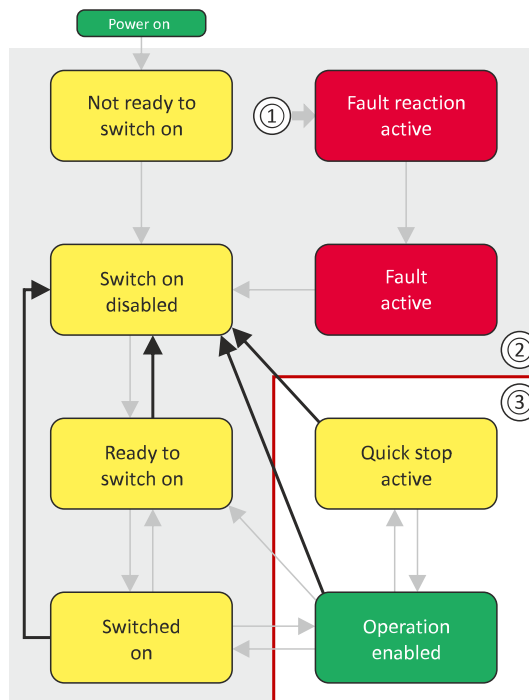 Power on
Not ready to
switch on
①
Fault reaction
active
Switch on
disabled
Fault
active
②
③
Ready to
switch on
Quick stop
active
Switched
on
Operation
enabled